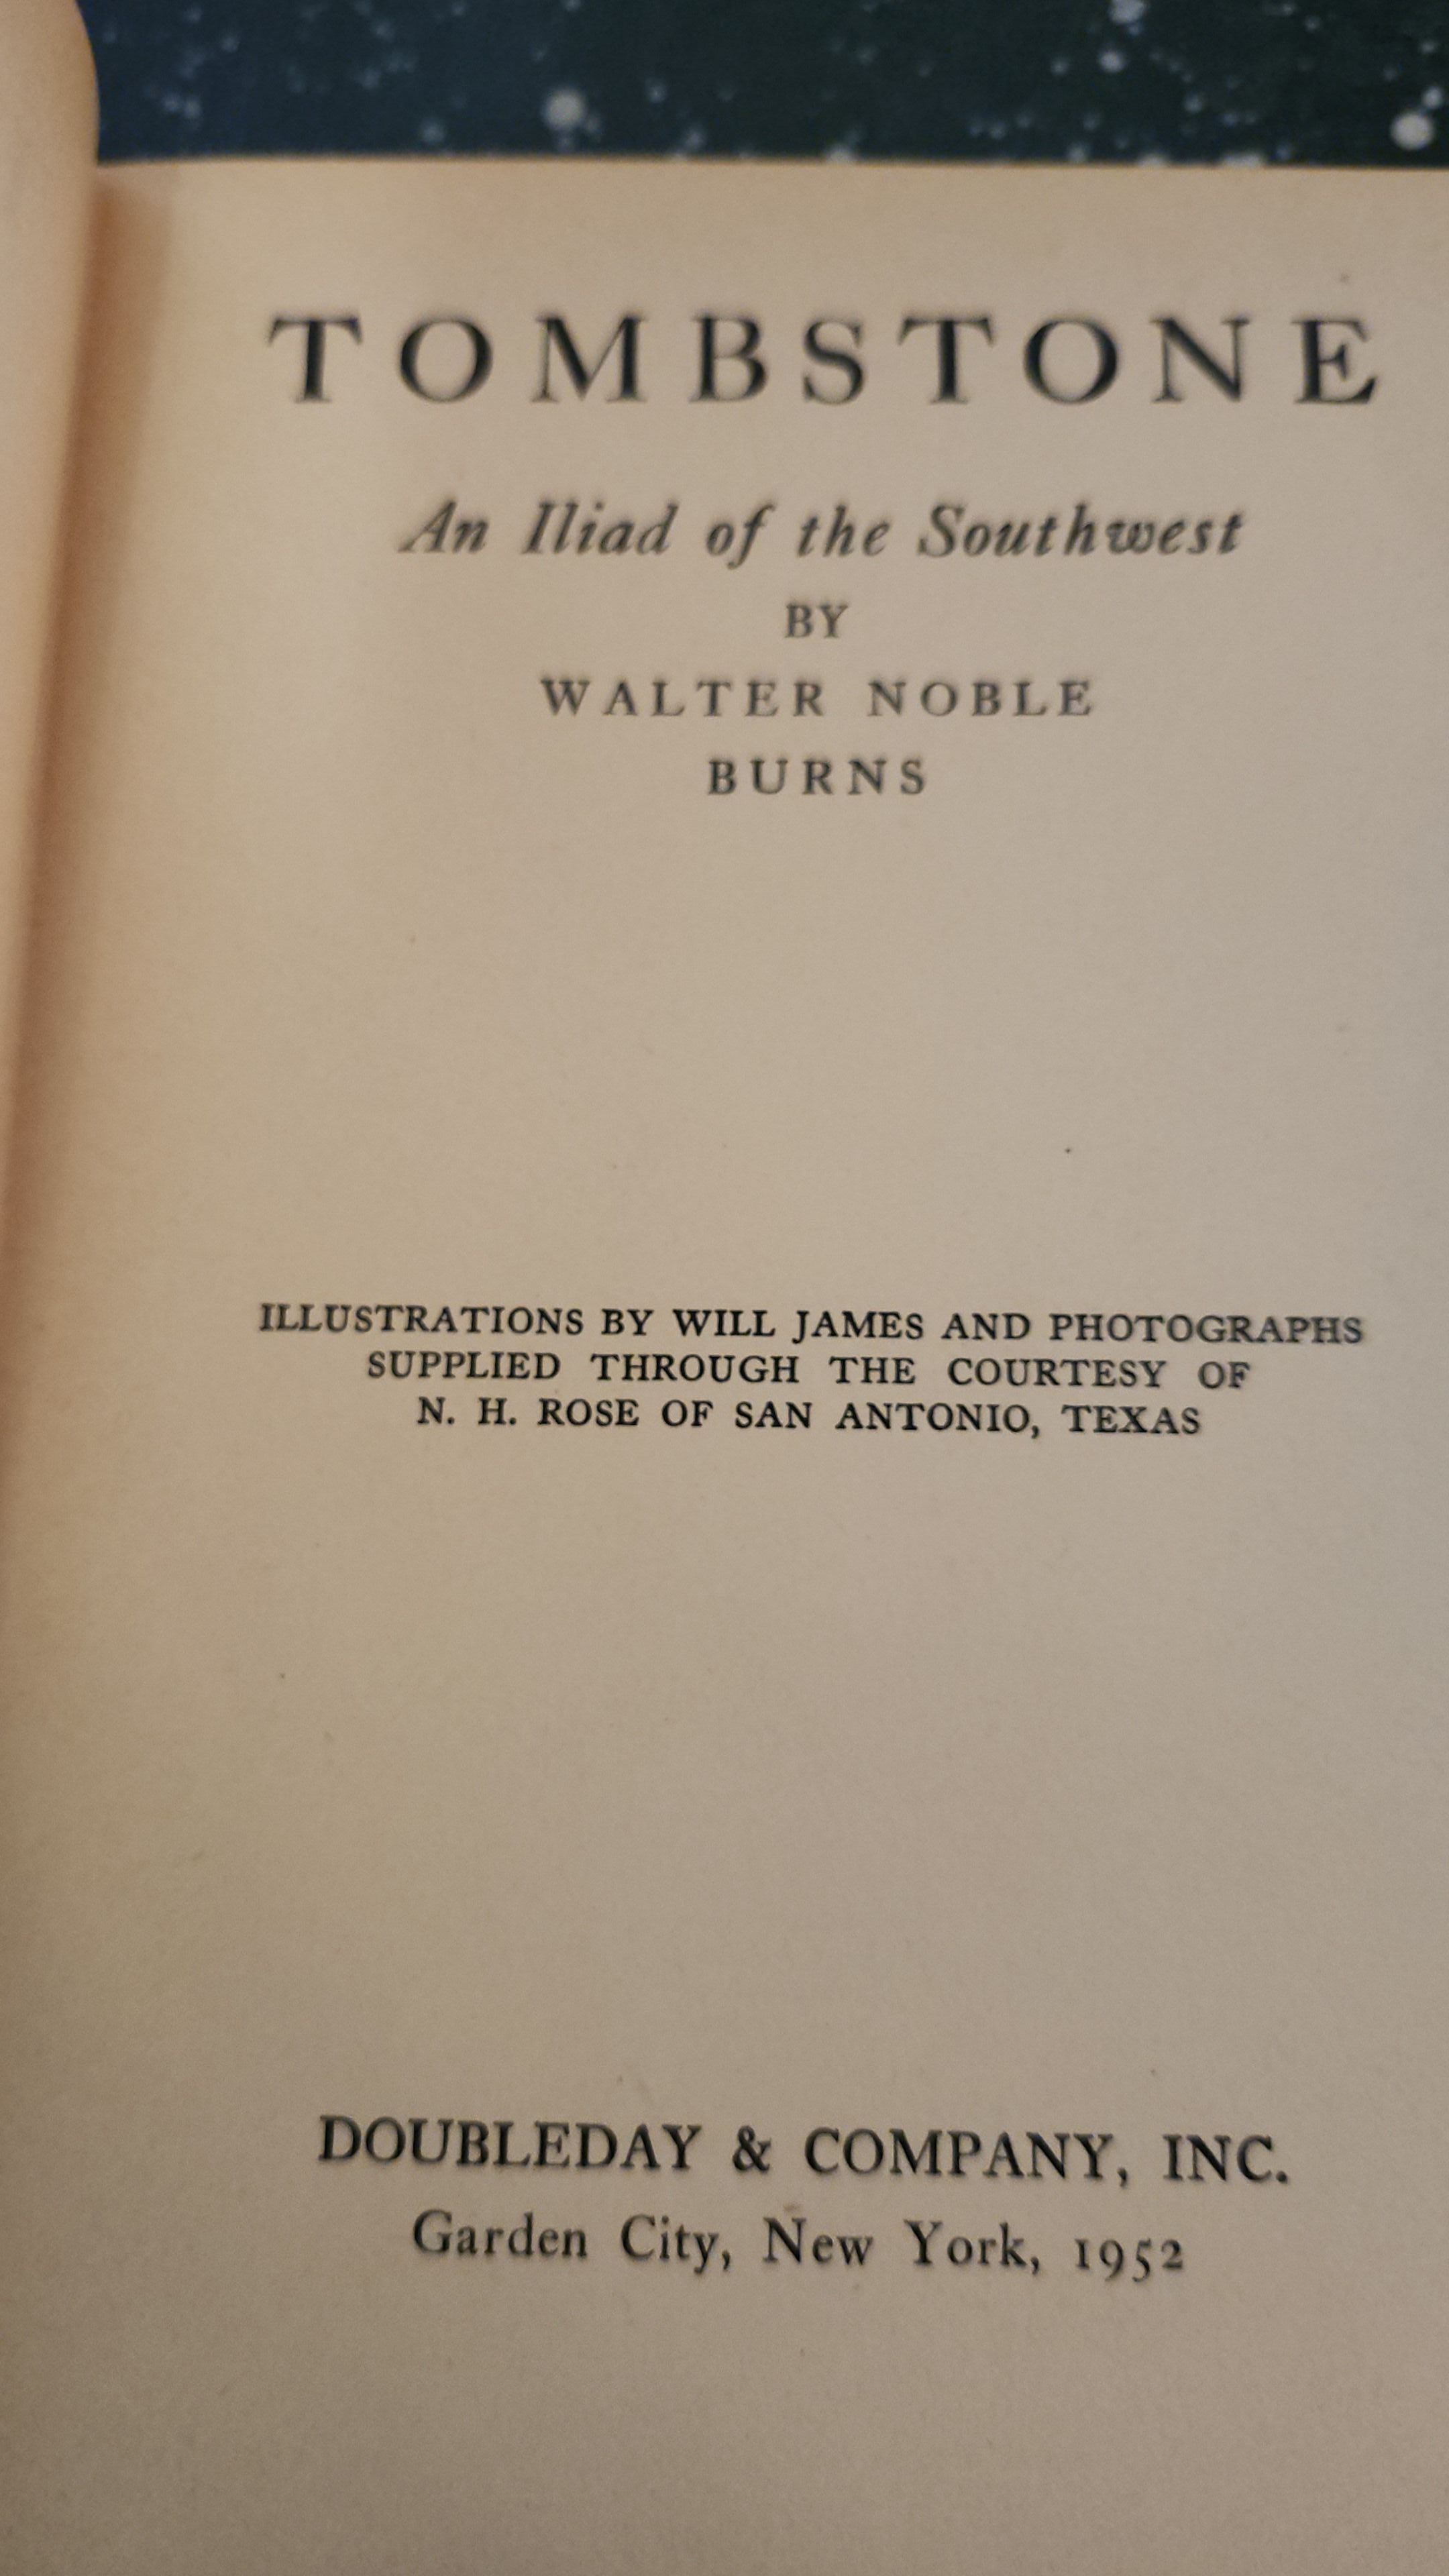 TOMBSTONE
An Iliad of the Southwest
BY
WALTER NOBLE
BURNS
ILLUSTRATIONS BY WILL JAMES AND PHOTOGRAPHS
SUPPLIED THROUGH THE COURTESY OF
N. H. ROSE OF SAN ANTONIO, TEXAS
DOUBLEDAY & COMPANY, INC.
Garden City, New York, 1952